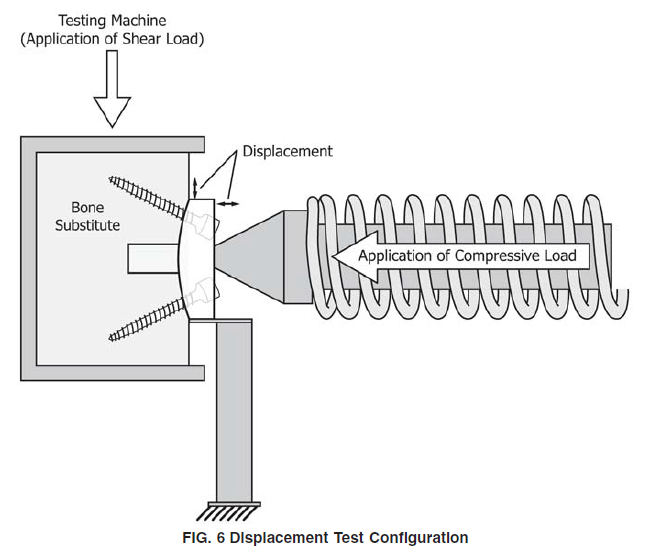 Testing Machine
(Application of Shear Load)
Displacement
Bone
Substitute
Application of Compressive Load
FIG. 6 Displacement Test Configuration